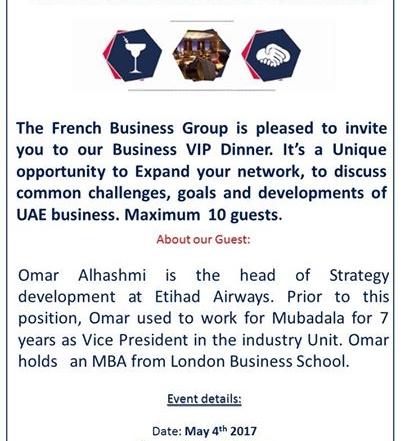 The French Business Group is pleased to invite
you to our Business VIP Dinner. It's a Unique
opportunity to Expand your network, to discuss
common challenges, goals and developments of
UAE business. Maximum 10 guests.
About our Guest:
Omar Alhashmi is the head of Strategy
development at Etihad Airways. Prior to this
position, Omar used to work for Mubadala for 7
years as Vice President in the industry Unit. Omar
holds an MBA from London Business School.
Event details:
Date: May 4th 2017